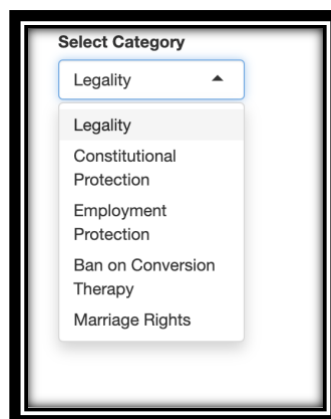 Select Category
Legality
Legality
Constitutional
Protection
Employment
Protection
Ban on Conversion
Therapy
Marriage Rights